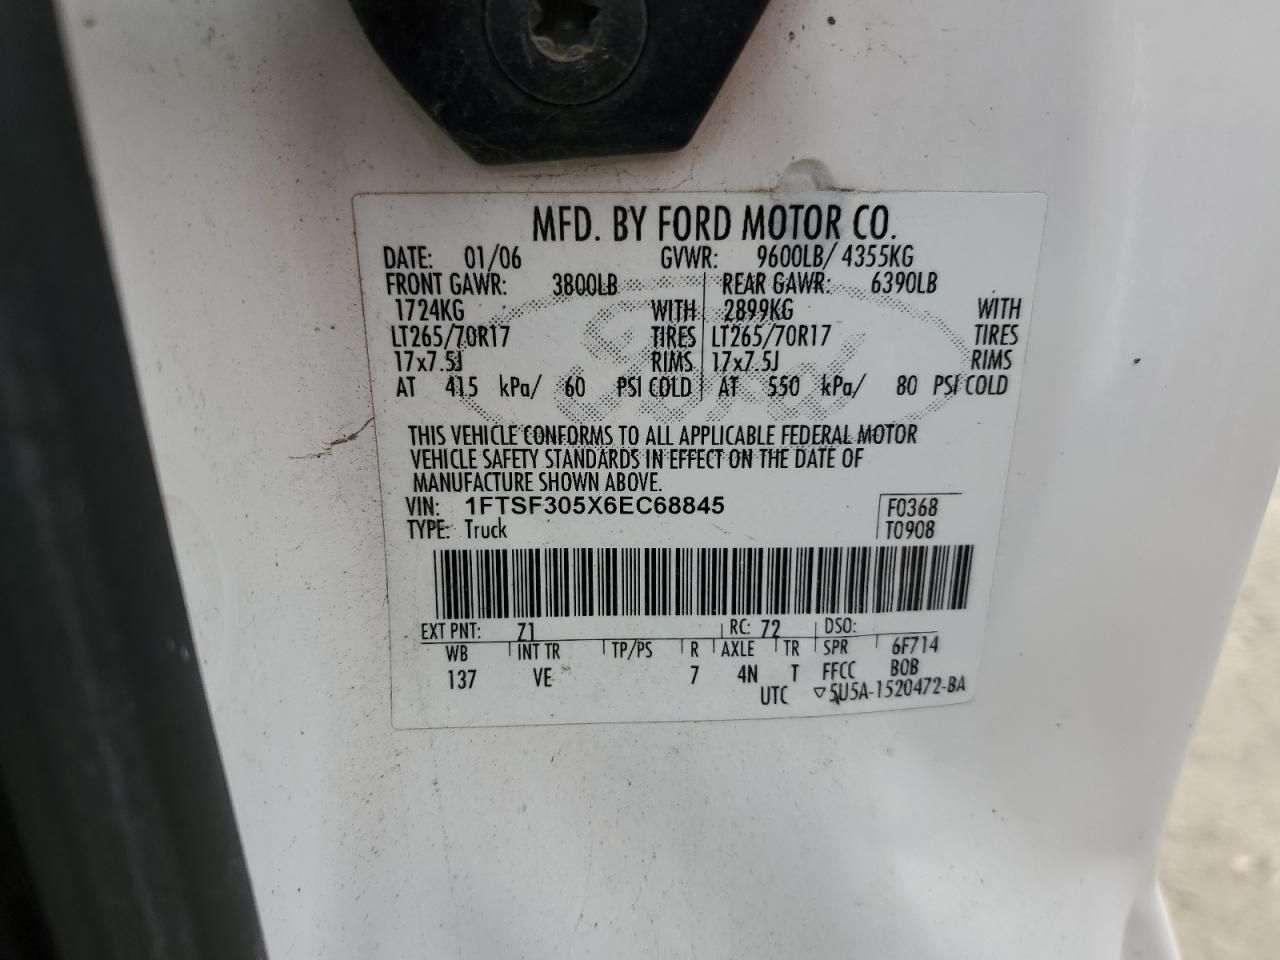 MFD. BY FORD MOTOR CO.
DATE: 01/06 GVWR: 9600LB/ 4355KG
FRONT GAWR: 3800LB REAR GAWR: 6390LB
1724KG WITH 2899KG WITH
LT265/70R17 TIRES LT265/70R17 TIRES
17x7.5J RIMS 17x7.5J RIMS
AT 415 kPa/ 60 PSI COLD AT 550 kPa/ 80 PSI COLD
THIS VEHICLE CONFORMS TO ALL APPLICABLE FEDERAL MOTOR
VEHICLE SAFETY STANDARDS IN EFFECT ON THE DATE OF
MANUFACTURE SHOWN ABOVE.
VIN: 1FTSF305X6EC68845 F0368
TYPE: Truck T0908
EXT PNT: Z1 RC: 72 DSO:
WB INT TR TP/PS R AXLE TR SPR 6F714
137 VE 7 4N T FFCC BOB
UTC ▽5U5A-1520472-BA
Ford